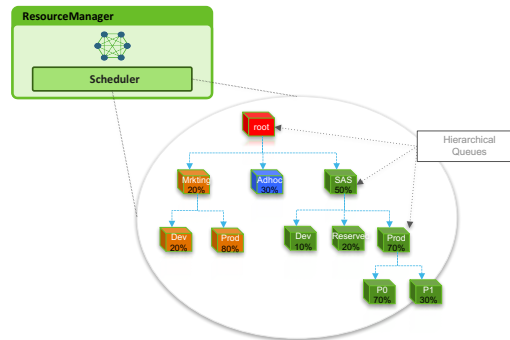 ResourceManager
Scheduler
root
Hierarchical
Queues
Mrkting
20%
Adhoc
30%
SAS
50%
Dev
20%
Prod
80%
Dev
10%
Reserve
20%
Prod
70%
P0
70%
P1
30%